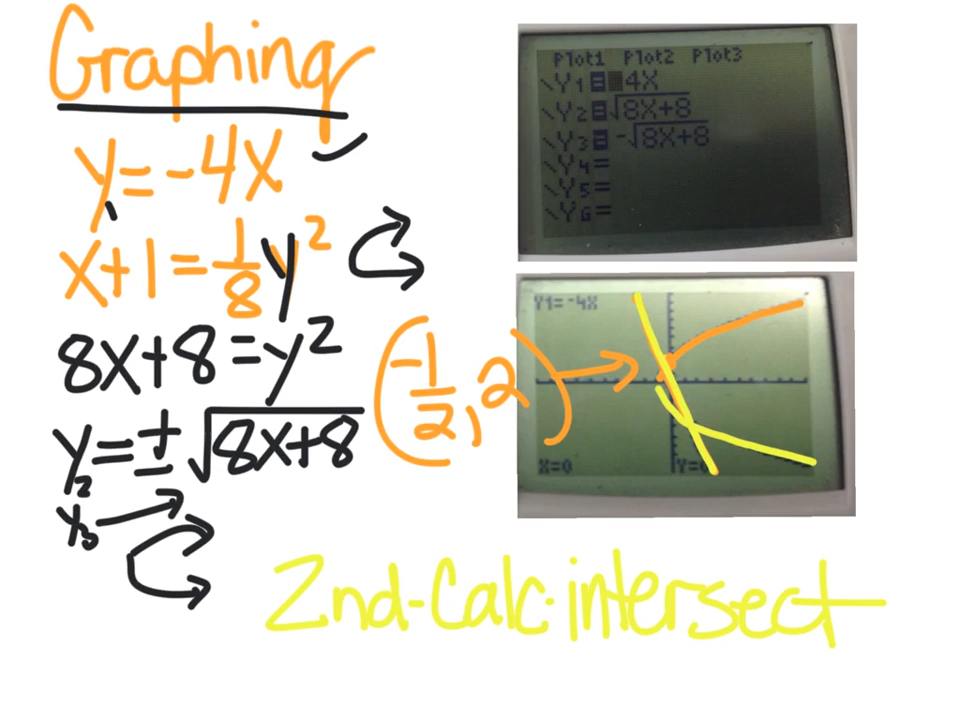 Graphing
y=-4x
x+1=1/8y²
8x+8=y²
y₂=±√8x+8
y₃
(-1/2,2)
Plot1 Plot2 Plot3
\Y1=-4X
\Y2=√8X+8
\Y3=-√8X+8
\Y4=
\Y5=
\Y6=
Y1=-4X
X=0
2nd-Calc-intersect